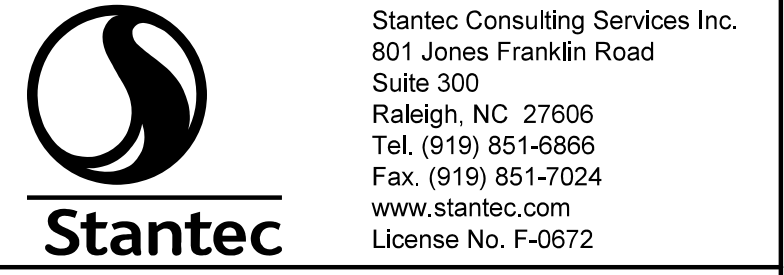 Stantec
Stantec Consulting Services Inc.
801 Jones Franklin Road
Suite 300
Raleigh, NC  27606
Tel. (919) 851-6866
Fax. (919) 851-7024
www.stantec.com
License No. F-0672